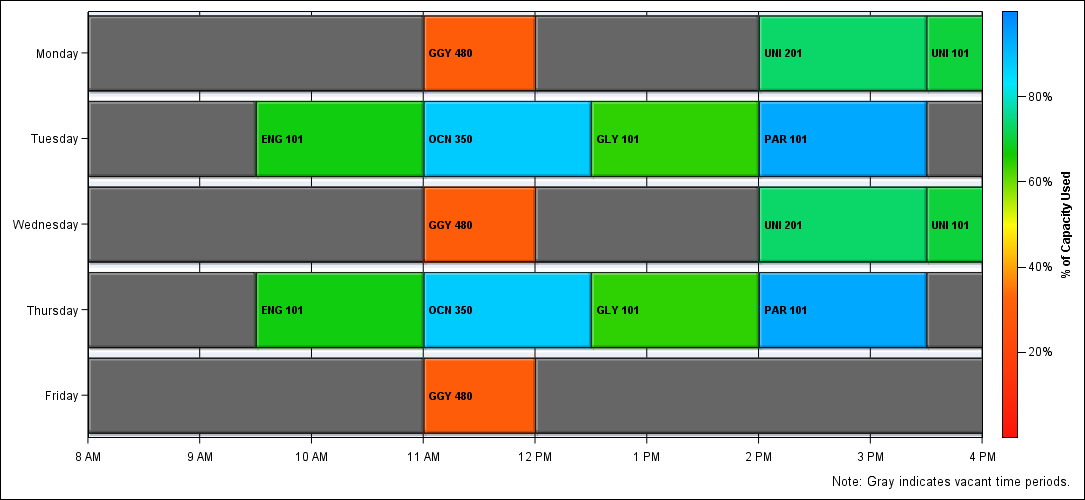 Monday
GGY 480
UNI 201
UNI 101
Tuesday
ENG 101
OCN 350
GLY 101
PAR 101
Wednesday
GGY 480
UNI 201
UNI 101
Thursday
ENG 101
OCN 350
GLY 101
PAR 101
Friday
GGY 480
8 AM
9 AM
10 AM
11 AM
12 PM
1 PM
2 PM
3 PM
4 PM
80%
60%
40%
20%
% of Capacity Used
Note: Gray indicates vacant time periods.